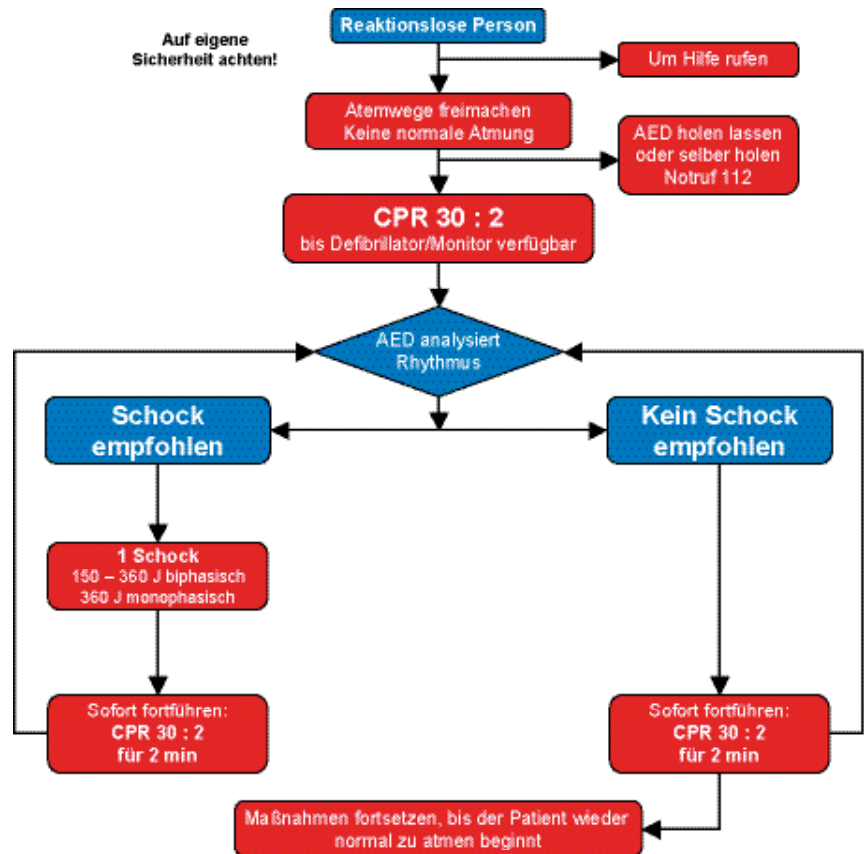 Auf eigene
Sicherheit achten!
Reaktionslose Person
Um Hilfe rufen
Atemwege freimachen
Keine normale Atmung
AED holen lassen
oder selber holen
Notruf 112
CPR 30 : 2
bis Defibrillator/Monitor verfügbar
AED analysiert
Rhythmus
Schock
empfohlen
Kein Schock
empfohlen
1 Schock
150 – 360 J biphasisch
360 J monophasisch
Sofort fortführen:
CPR 30 : 2
für 2 min
Sofort fortführen:
CPR 30 : 2
für 2 min
Maßnahmen fortsetzen, bis der Patient wieder
normal zu atmen beginnt